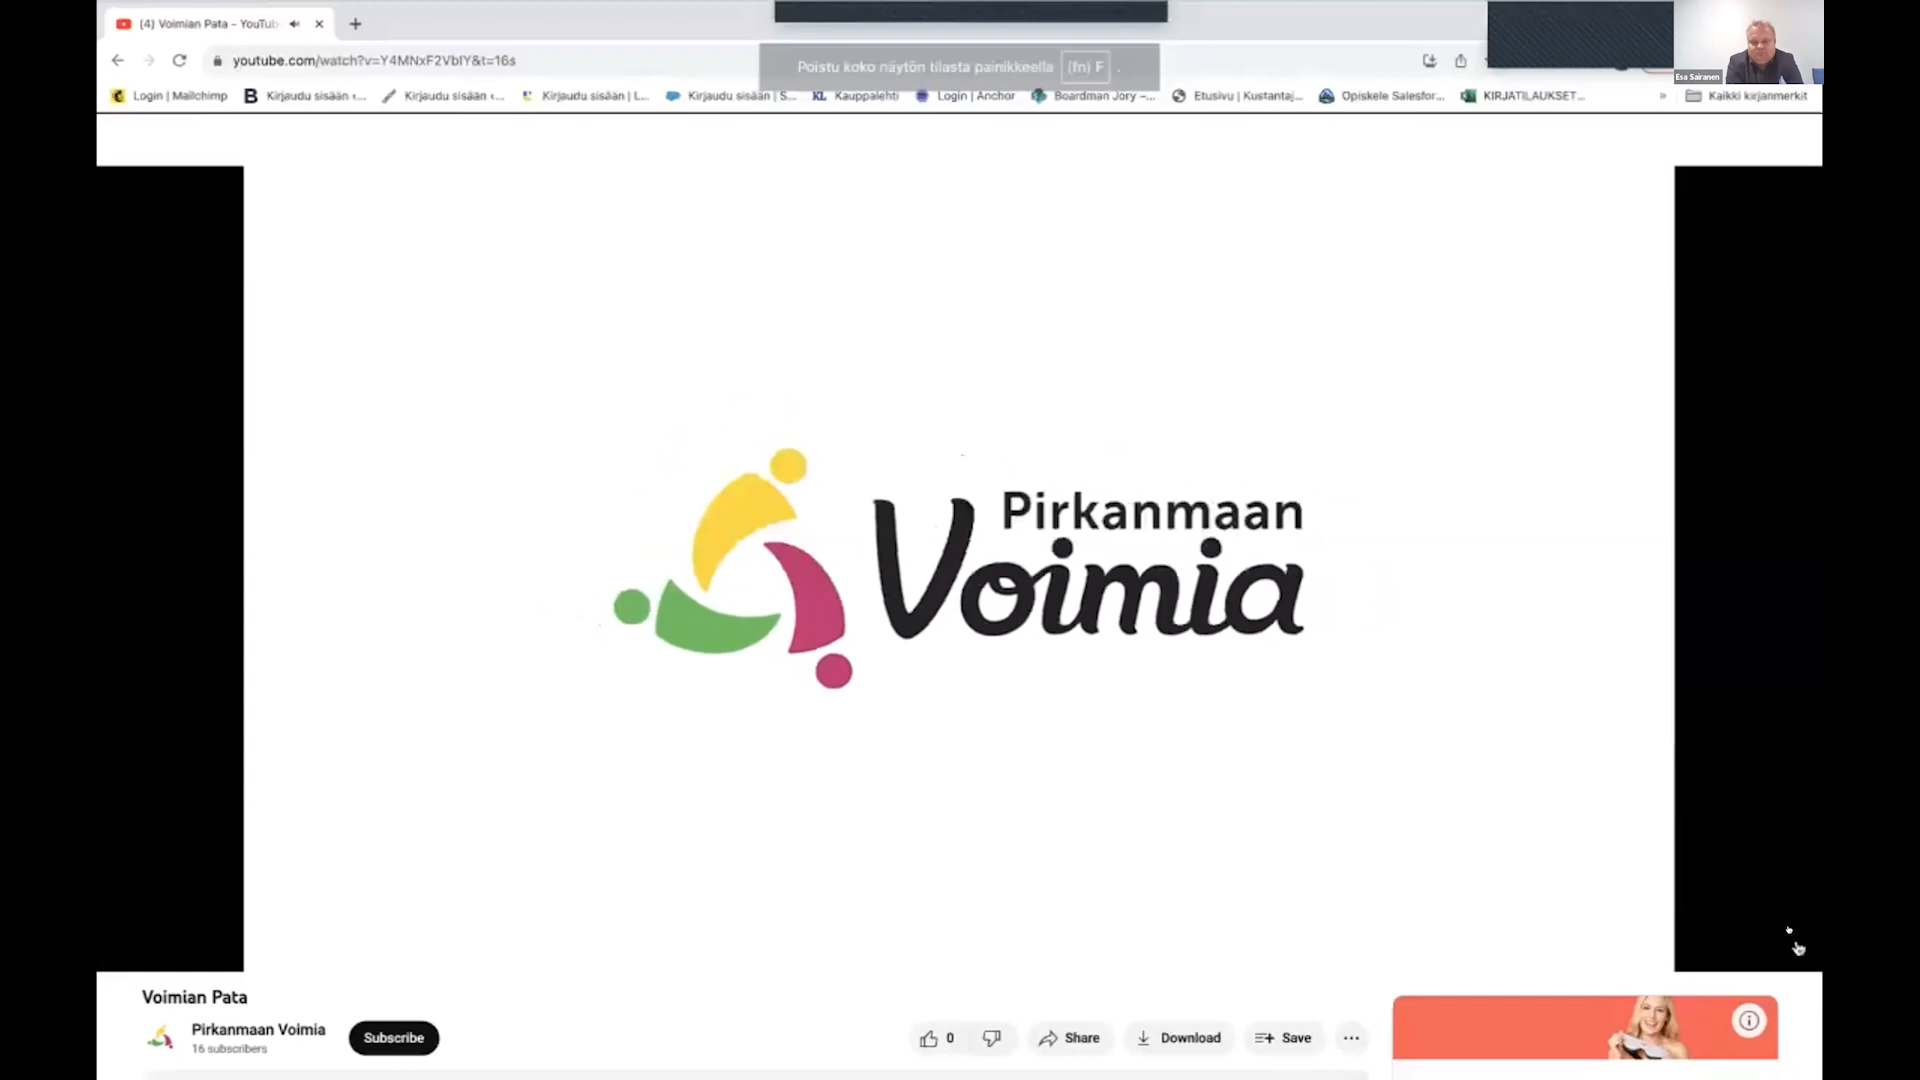 (4) Voimian Pata - YouTub
youtube.com/watch?v=Y4MNxF2VbIY&t=16s
Poistu koko näytön tilasta painikkeella (fn) F .
Esa Sairanen
Login | Mailchimp
Kirjaudu sisään ‹...
Kirjaudu sisään ‹...
Kirjaudu sisään | L...
Kirjaudu sisään | S...
KL Kauppalehti
Login | Anchor
Boardman Jory –...
Etusivu | Kustantaj...
Opiskele Salesfor...
KIRJATILAUKSET...
»
Kaikki kirjanmerkit
Pirkanmaan
Voimia
Voimian Pata
Pirkanmaan Voimia
16 subscribers
Subscribe
0
Share
Download
Save